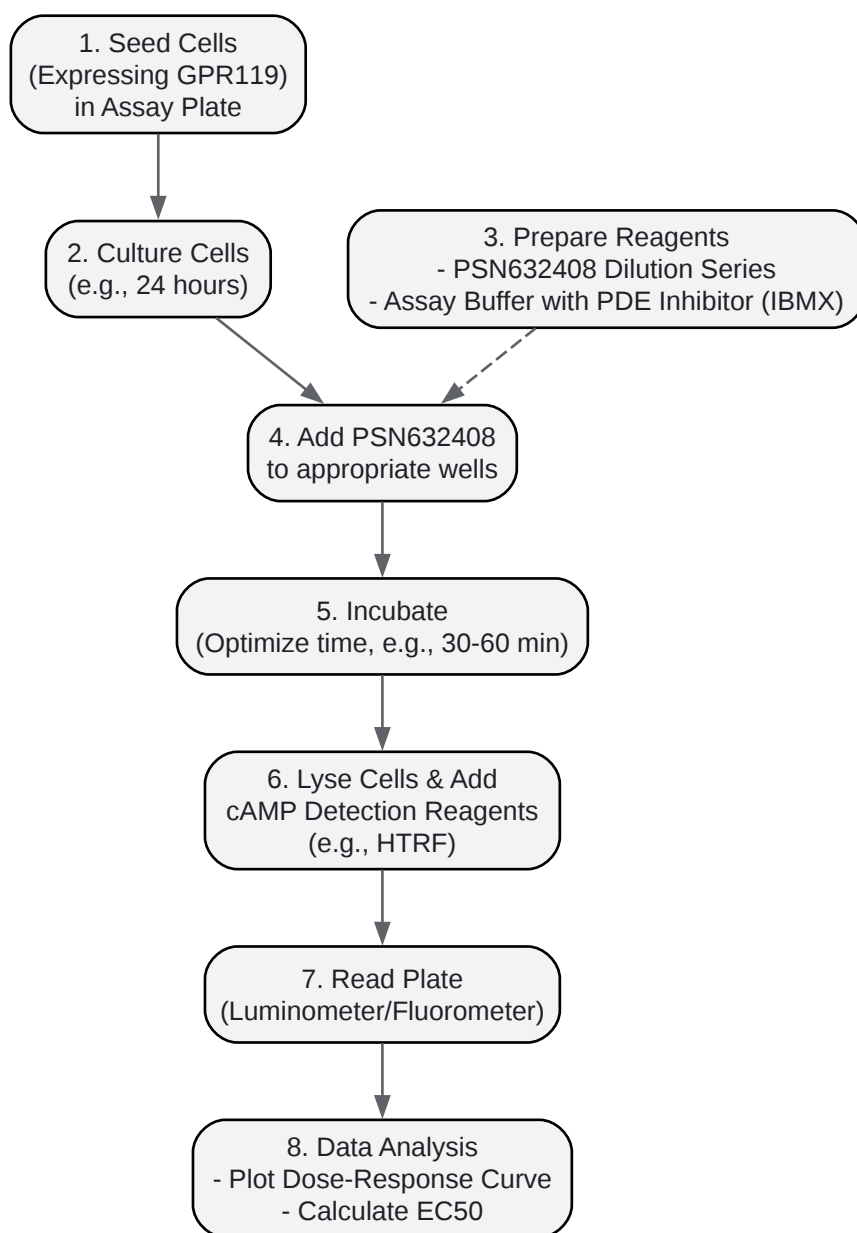 1. Seed Cells
(Expressing GPR119)
in Assay Plate
2. Culture Cells
(e.g., 24 hours)
3. Prepare Reagents
- PSN632408 Dilution Series
- Assay Buffer with PDE Inhibitor (IBMX)
4. Add PSN632408
to appropriate wells
5. Incubate
(Optimize time, e.g., 30-60 min)
6. Lyse Cells & Add
cAMP Detection Reagents
(e.g., HTRF)
7. Read Plate
(Luminometer/Fluorometer)
8. Data Analysis
- Plot Dose-Response Curve
- Calculate EC50